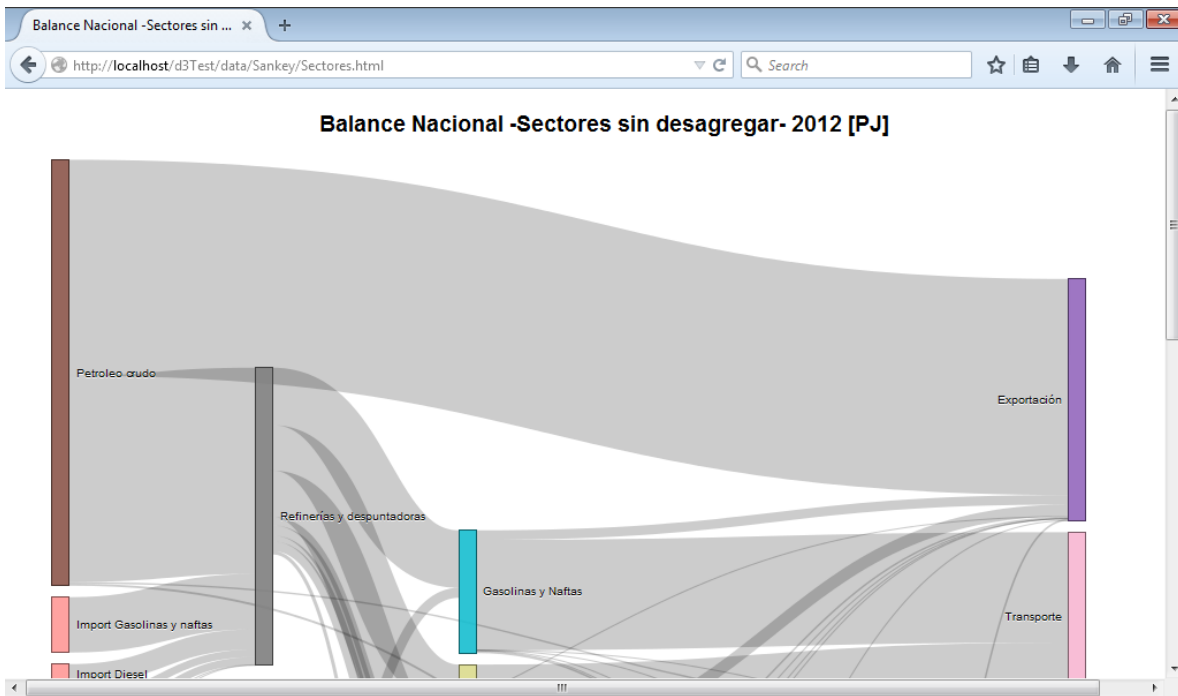 Balance Nacional -Sectores sin ...
http://localhost/d3Test/data/Sankey/Sectores.html
Search
Balance Nacional -Sectores sin desagregar- 2012 [PJ]
Petroleo crudo
Exportación
Refinerías y despuntadoras
Gasolinas y Naftas
Transporte
Import Gasolinas y naftas
Import Diesel